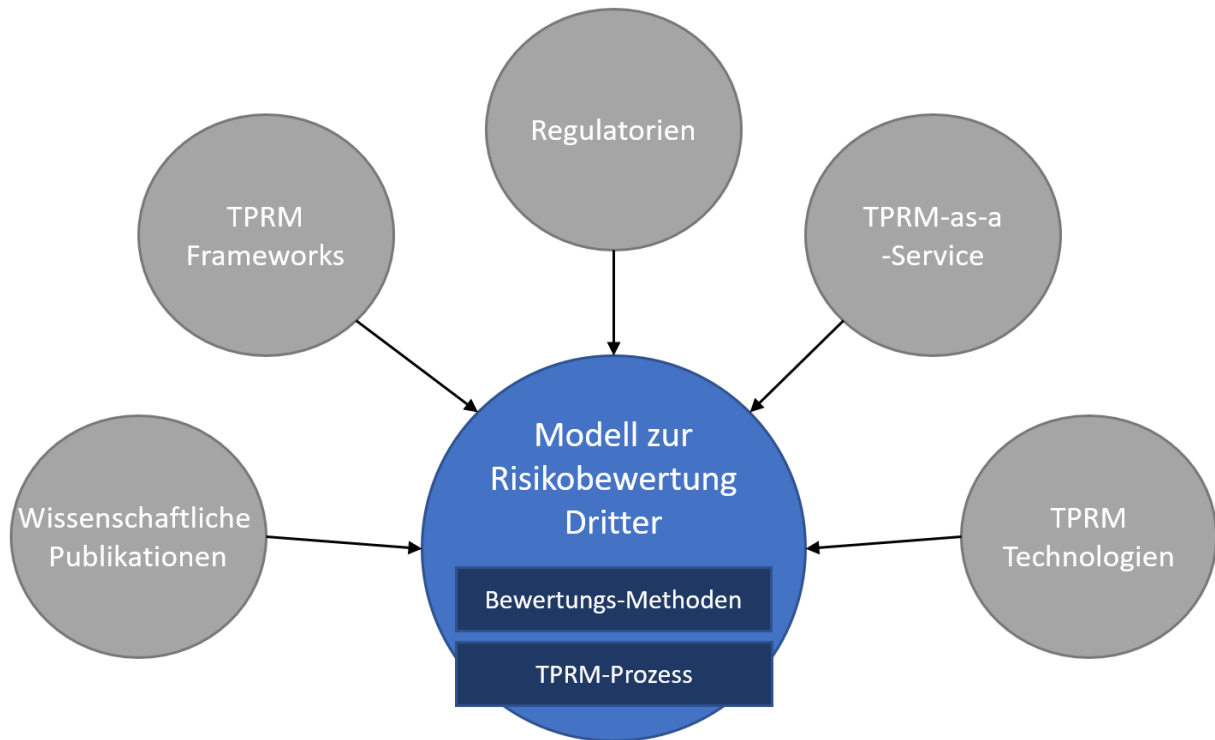 Regulatorien
TPRM
Frameworks
TPRM-as-a
-Service
Wissenschaftliche
Publikationen
TPRM
Technologien
Modell zur
Risikobewertung
Dritter
Bewertungs-Methoden
TPRM-Prozess